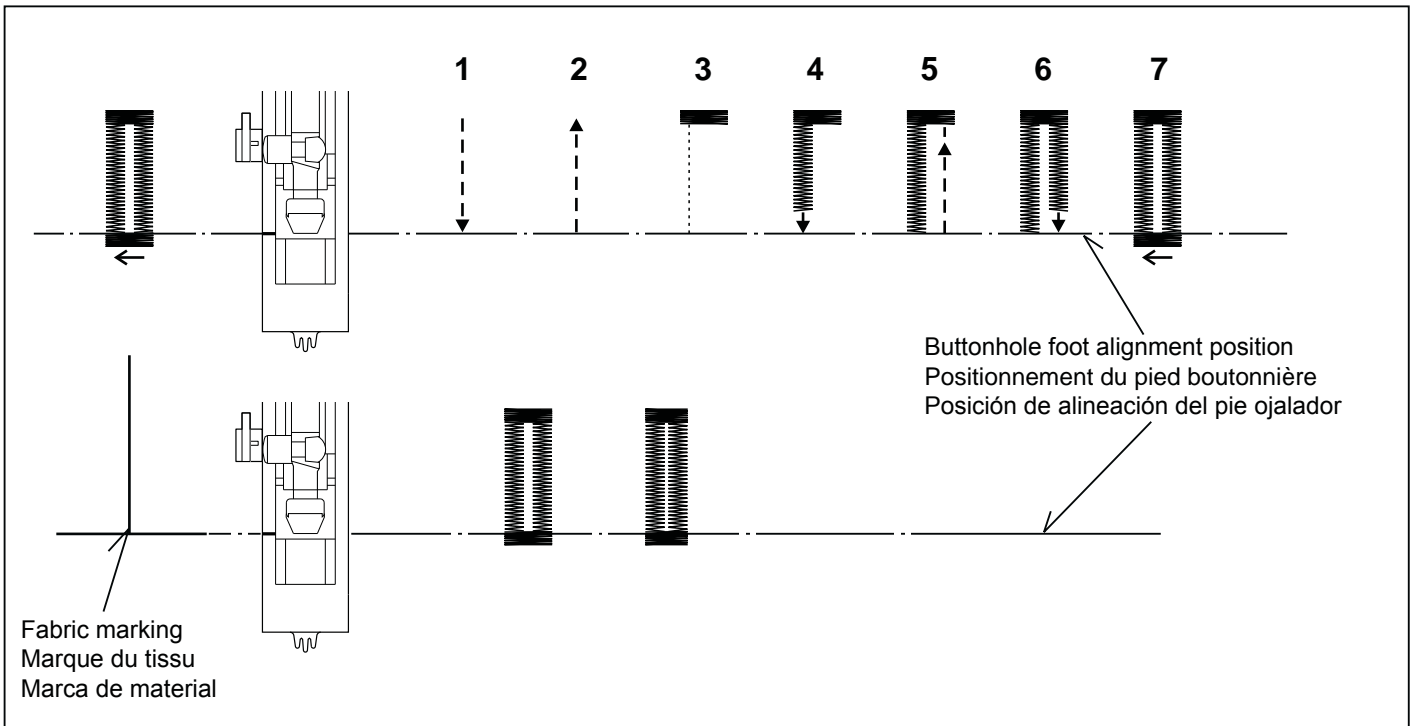 1 2 3 4 5 6 7
Buttonhole foot alignment position
Positionnement du pied boutonnière
Posición de alineación del pie ojalador
Fabric marking
Marque du tissu
Marca de material